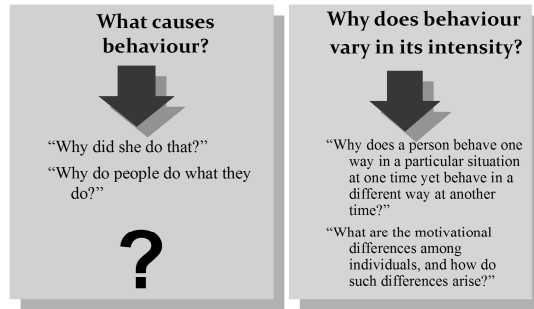 What causes
behaviour?
“Why did she do that?”
“Why do people do what they
do?”
?
Why does behaviour
vary in its intensity?
“Why does a person behave one
way in a particular situation
at one time yet behave in a
different way at another
time?”
“What are the motivational
differences among
individuals, and how do
such differences arise?”